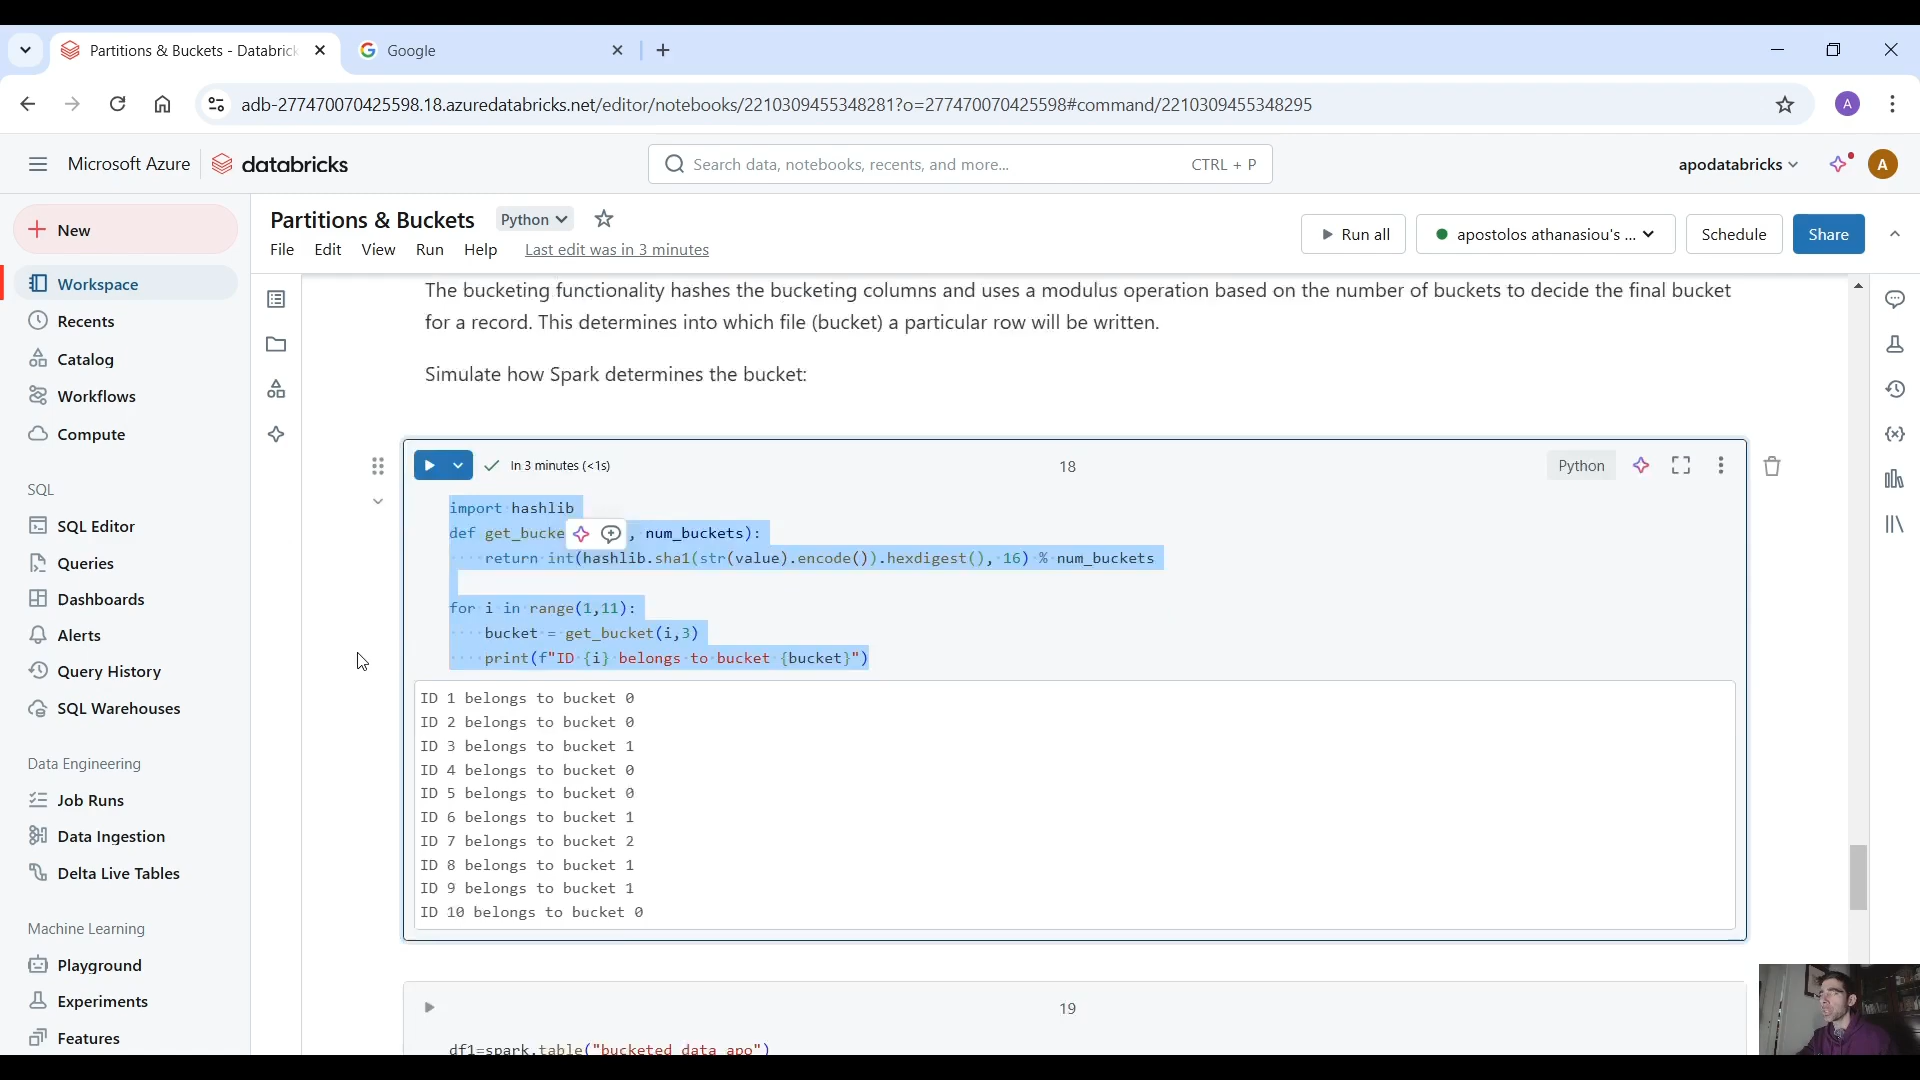 Partitions & Buckets - Databrick
Google
adb-277470070425598.18.azuredatabricks.net/editor/notebooks/2210309455348281?o=277470070425598#command/2210309455348295
A
Microsoft Azure
databricks
Search data, notebooks, recents, and more...
CTRL + P
apodatabricks
A
New
Workspace
Recents
Catalog
Workflows
Compute
SQL
SQL Editor
Queries
Dashboards
Alerts
Query History
SQL Warehouses
Data Engineering
Job Runs
Data Ingestion
Delta Live Tables
Machine Learning
Playground
Experiments
Features
Partitions & Buckets
Python
File Edit View Run Help Last edit was in 3 minutes
Run all
apostolos athanasiou's ...
Schedule
Share
The bucketing functionality hashes the bucketing columns and uses a modulus operation based on the number of buckets to decide the final bucket
for a record. This determines into which file (bucket) a particular row will be written.
Simulate how Spark determines the bucket:
In 3 minutes (<1s)
18
Python
import hashlib
def get_bucke , num_buckets):
return int(hashlib.sha1(str(value).encode()).hexdigest(), 16) % num_buckets
for i in range(1,11):
bucket = get_bucket(i,3)
print(f"ID {i} belongs to bucket {bucket}")
ID 1 belongs to bucket 0
ID 2 belongs to bucket 0
ID 3 belongs to bucket 1
ID 4 belongs to bucket 0
ID 5 belongs to bucket 0
ID 6 belongs to bucket 1
ID 7 belongs to bucket 2
ID 8 belongs to bucket 1
ID 9 belongs to bucket 1
ID 10 belongs to bucket 0
19
df1=spark.table("bucketed_data_apo")